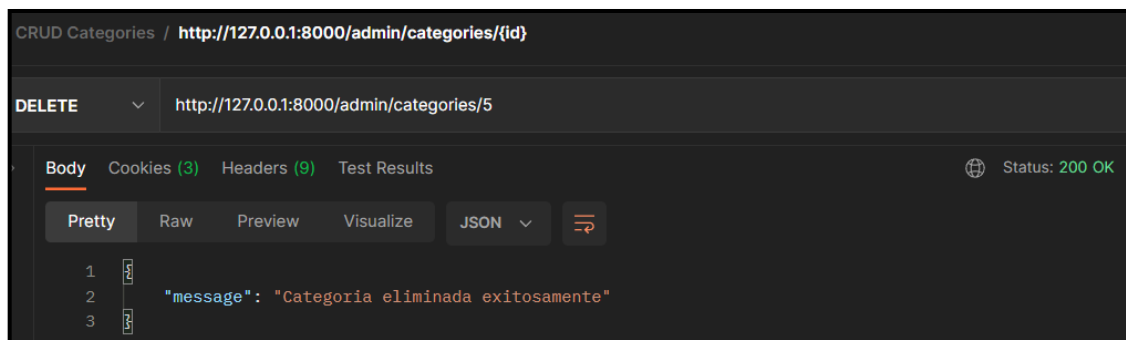 CRUD Categories / http://127.0.0.1:8000/admin/categories/{id}
DELETE http://127.0.0.1:8000/admin/categories/5
Body Cookies (3) Headers (9) Test Results Status: 200 OK
Pretty Raw Preview Visualize JSON
1 {
2 "message": "Categoria eliminada exitosamente"
3 }